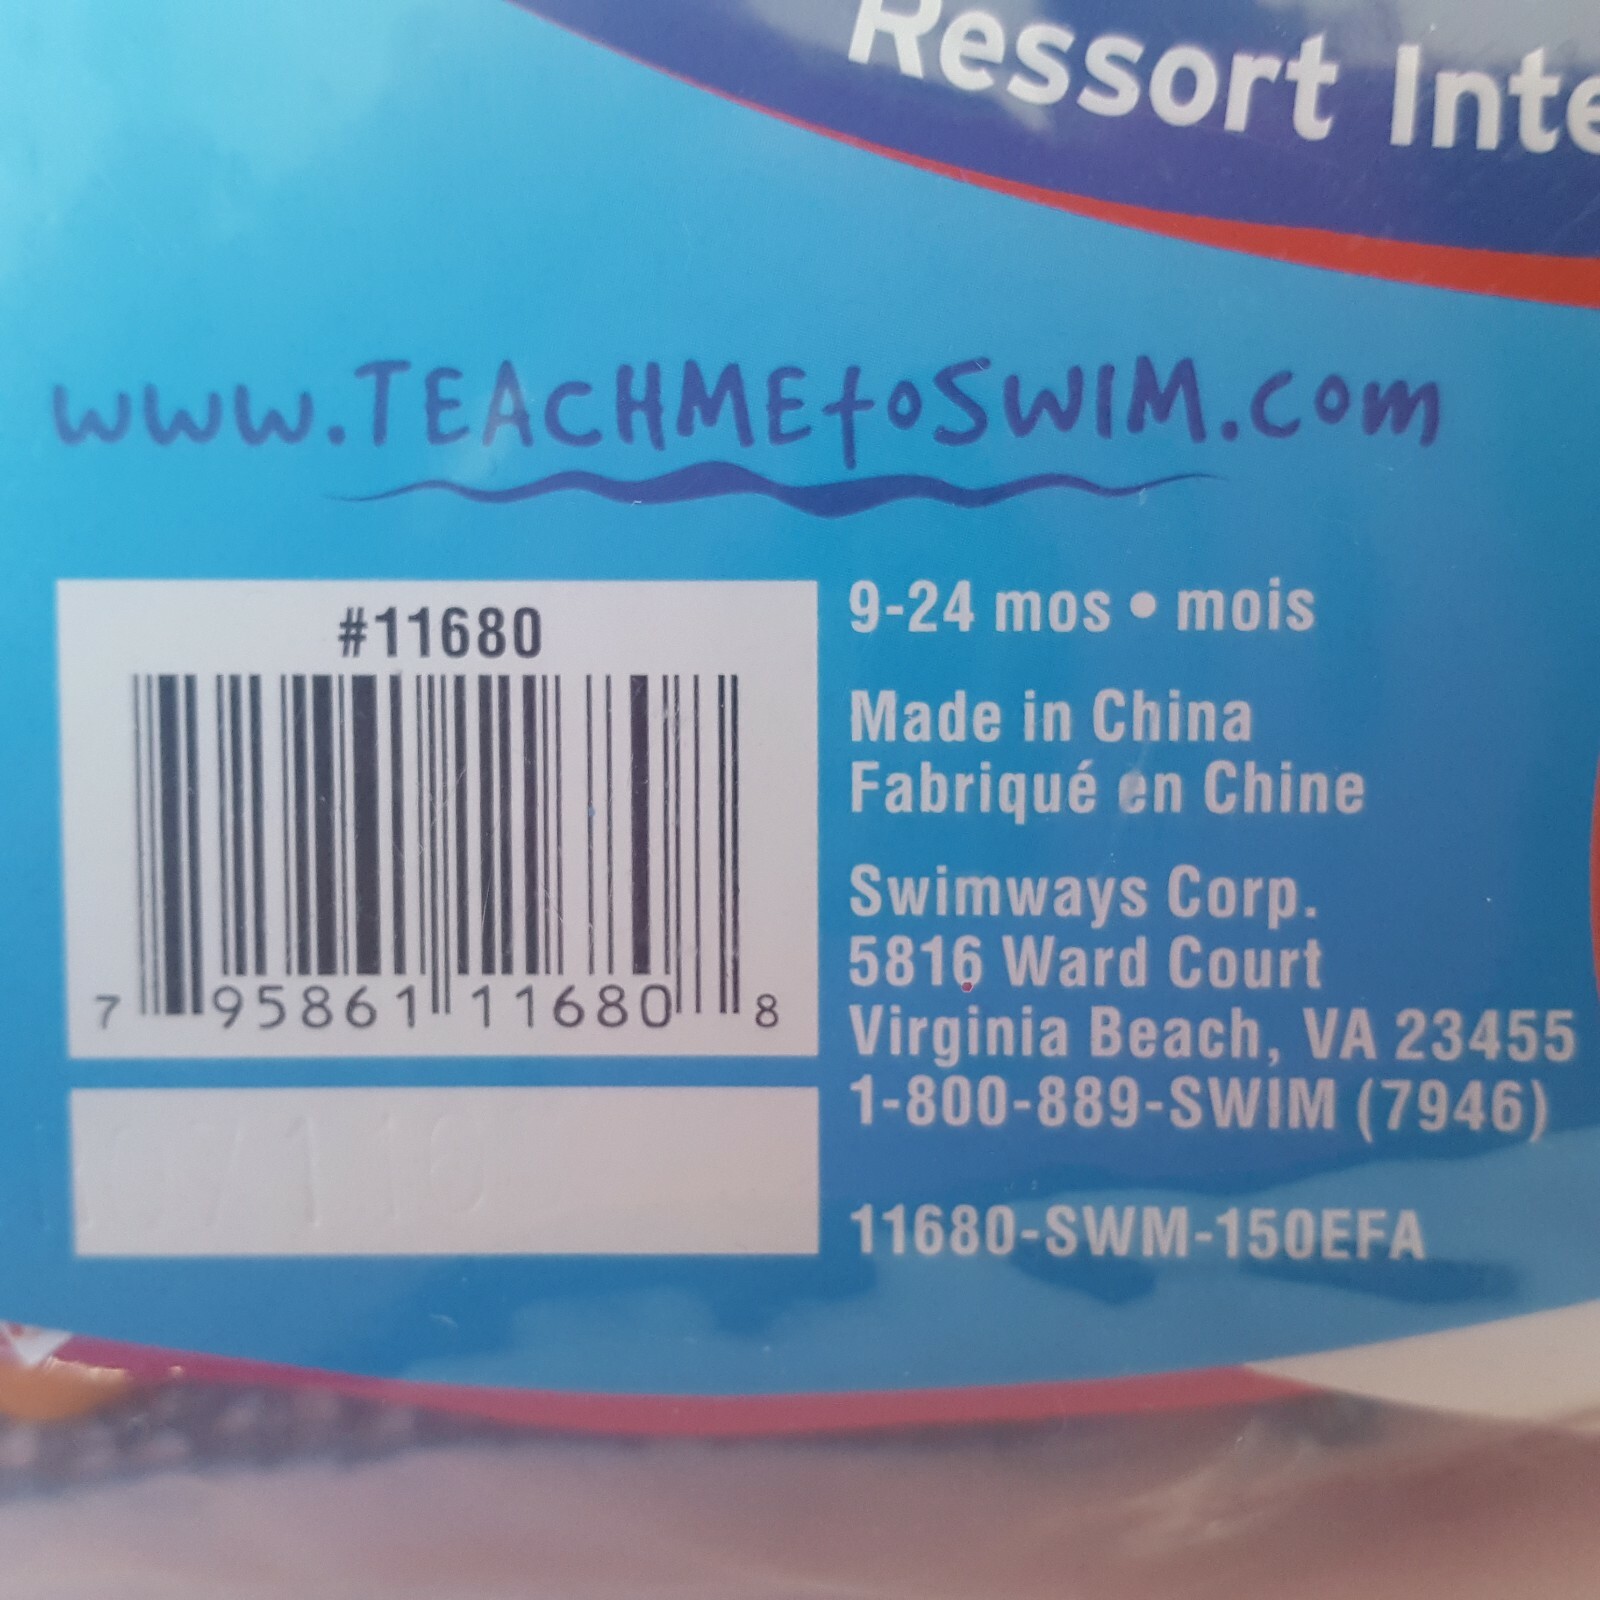 Ressort Inte
www.TEACHMEtoSWIM.com
#11680
7 95861 11680 8
9-24 mos • mois
Made in China
Fabriqué en Chine
Swimways Corp.
5816 Ward Court
Virginia Beach, VA 23455
1-800-889-SWIM (7946)
11680-SWM-150EFA